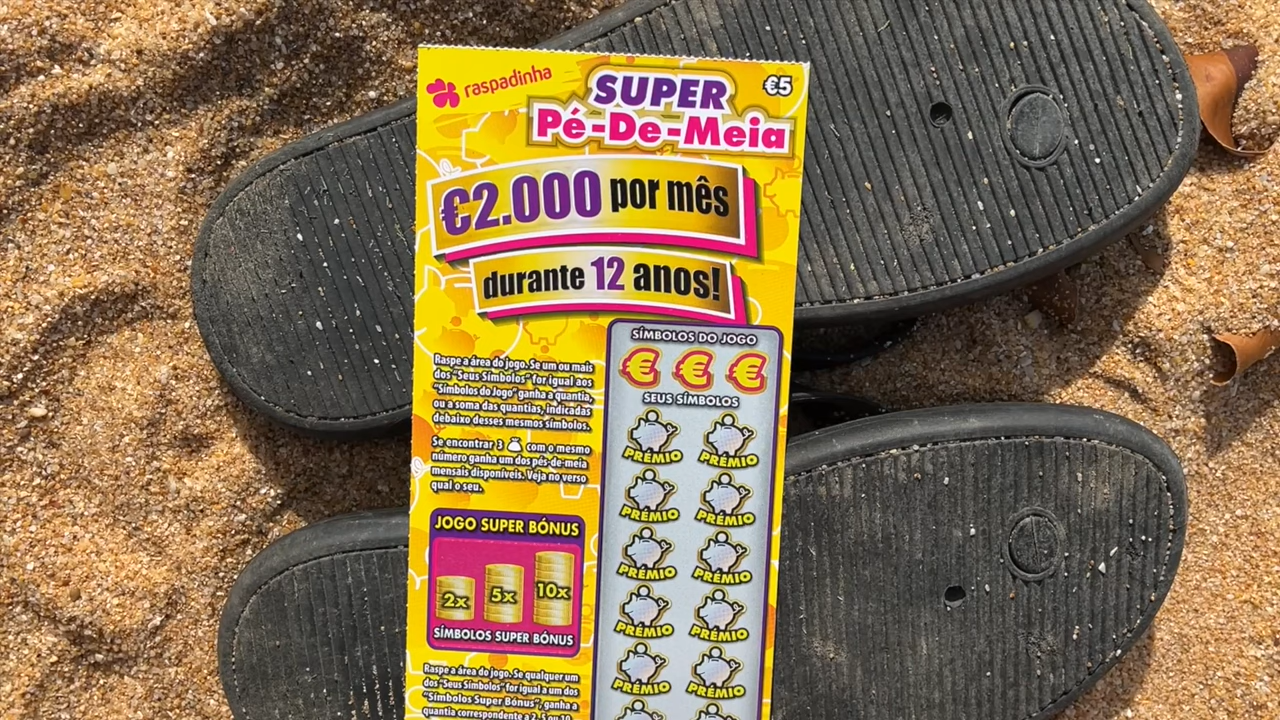 raspadinha
SUPER
€5
Pé-De-Meia
€2.000 por mês
durante 12 anos!
SÍMBOLOS DO JOGO
€ € €
SEUS SÍMBOLOS
PRÉMIO PRÉMIO
PRÉMIO PRÉMIO
PRÉMIO PRÉMIO
PRÉMIO PRÉMIO
PRÉMIO PRÉMIO
Raspe a área do jogo. Se um ou mais
dos "Seus Símbolos" for igual aos
"Símbolos do Jogo" ganha a quantia,
ou a soma das quantias, indicadas
debaixo desses mesmos símbolos.
Se encontrar 3 com o mesmo
número ganha um dos pés-de-meia
mensais disponíveis. Veja no verso
qual o seu.
JOGO SUPER BÓNUS
2x 5x 10x
SÍMBOLOS SUPER BÓNUS
Raspe a área do jogo. Se qualquer um
dos "Seus Símbolos" for igual a um dos
"Símbolos Super Bónus", ganha a
quantia correspondente a 2, 5 ou 10